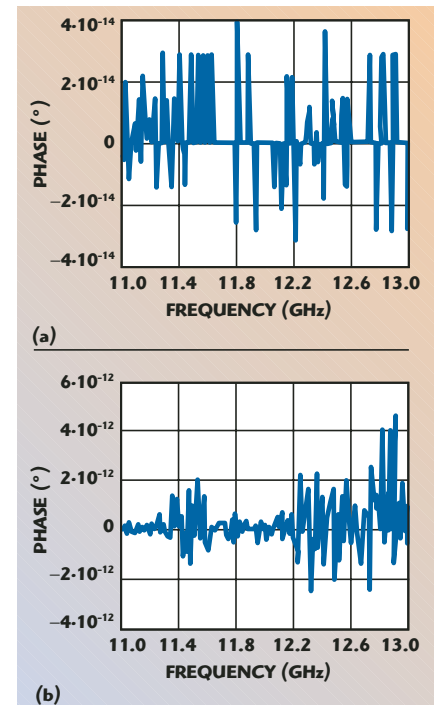 4·10⁻¹⁴
2·10⁻¹⁴
0
−2·10⁻¹⁴
−4·10⁻¹⁴
PHASE (°)
11.0 11.4 11.8 12.2 12.6 13.0
FREQUENCY (GHz)
(a)
6·10⁻¹²
4·10⁻¹²
2·10⁻¹²
0
−2·10⁻¹²
−4·10⁻¹²
PHASE (°)
11.0 11.4 11.8 12.2 12.6 13.0
FREQUENCY (GHz)
(b)